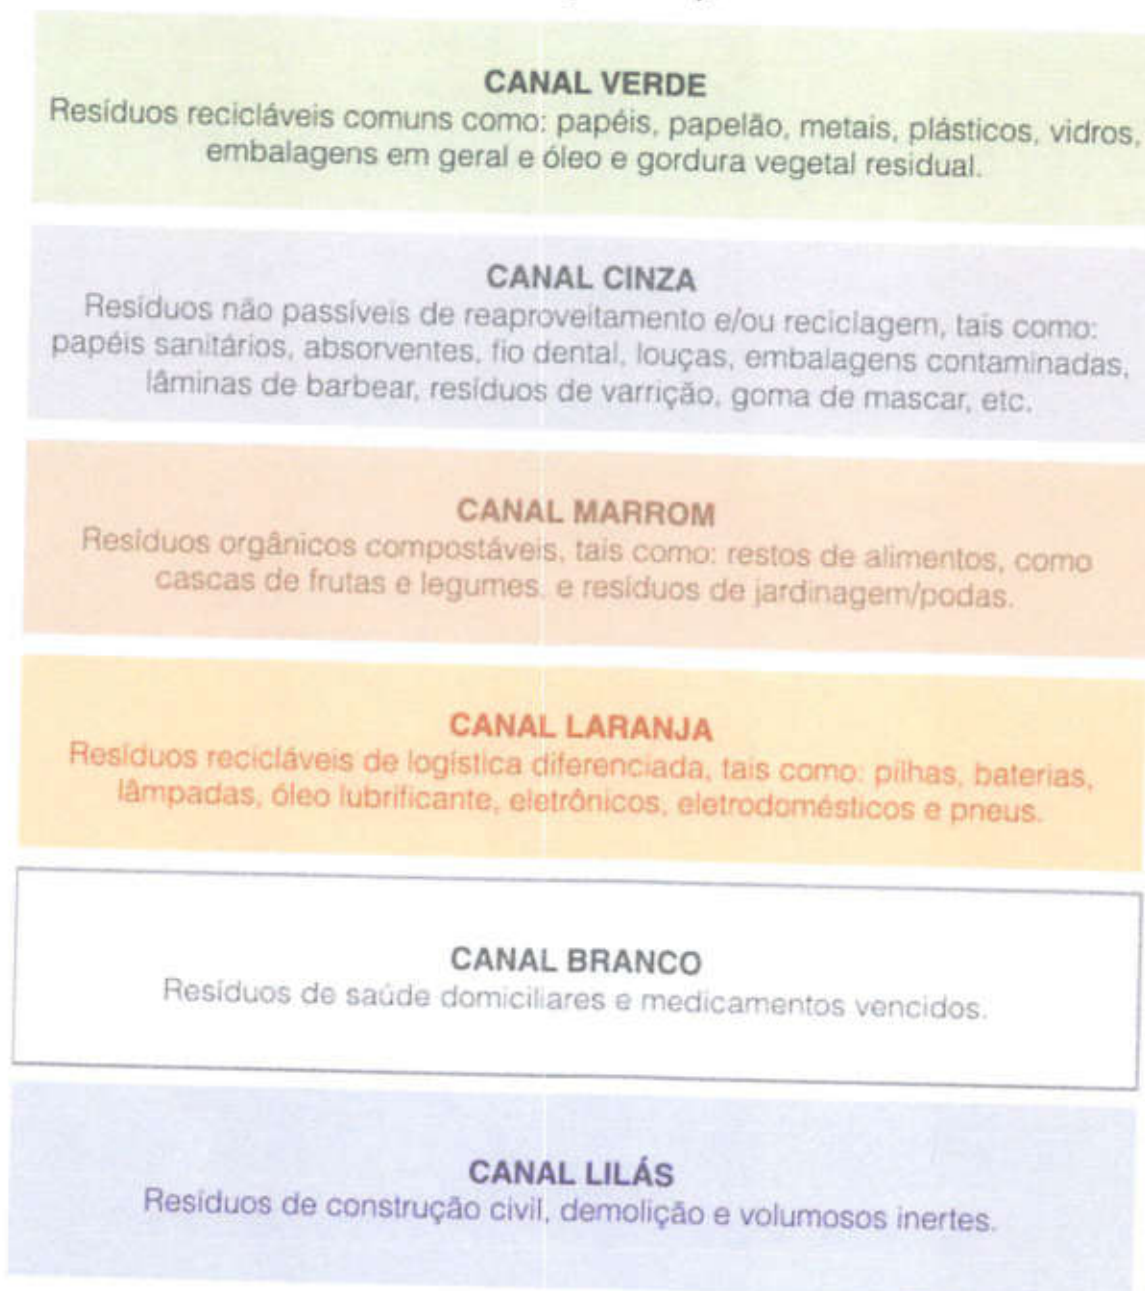 CANAL VERDE
Resíduos recicláveis comuns como: papéis, papelão, metais, plásticos, vidros,
embalagens em geral e óleo e gordura vegetal residual.
CANAL CINZA
Resíduos não passíveis de reaproveitamento e/ou reciclagem, tais como:
papéis sanitários, absorventes, fio dental, louças, embalagens contaminadas,
lâminas de barbear, resíduos de varrição, goma de mascar, etc.
CANAL MARROM
Resíduos orgânicos compostáveis, tais como: restos de alimentos, como
cascas de frutas e legumes, e resíduos de jardinagem/podas.
CANAL LARANJA
Resíduos recicláveis de logística diferenciada, tais como: pilhas, baterias,
lâmpadas, óleo lubrificante, eletrônicos, eletrodomésticos e pneus.
CANAL BRANCO
Resíduos de saúde domiciliares e medicamentos vencidos.
CANAL LILÁS
Resíduos de construção civil, demolição e volumosos inertes.